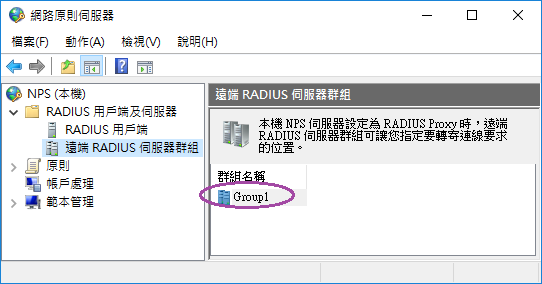 網路原則伺服器
檔案(F) 動作(A) 檢視(V) 說明(H)
NPS (本機)
RADIUS 用戶端及伺服器
RADIUS 用戶端
遠端 RADIUS 伺服器群組
原則
帳戶處理
範本管理
遠端 RADIUS 伺服器群組
本機 NPS 伺服器設定為 RADIUS Proxy 時，遠端
RADIUS 伺服器群組可讓您指定要轉寄連線要求
的位置。
群組名稱
Group1